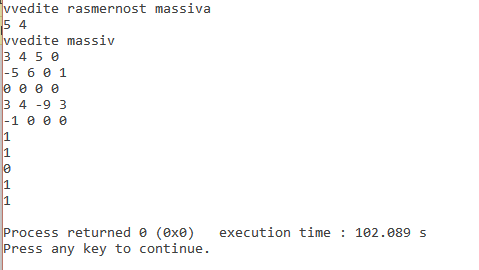 vvedite rasmernost massiva
5 4
vvedite massiv
3 4 5 0
-5 6 0 1
0 0 0 0
3 4 -9 3
-1 0 0 0
1
1
0
1
1
Process returned 0 (0x0)   execution time : 102.089 s
Press any key to continue.